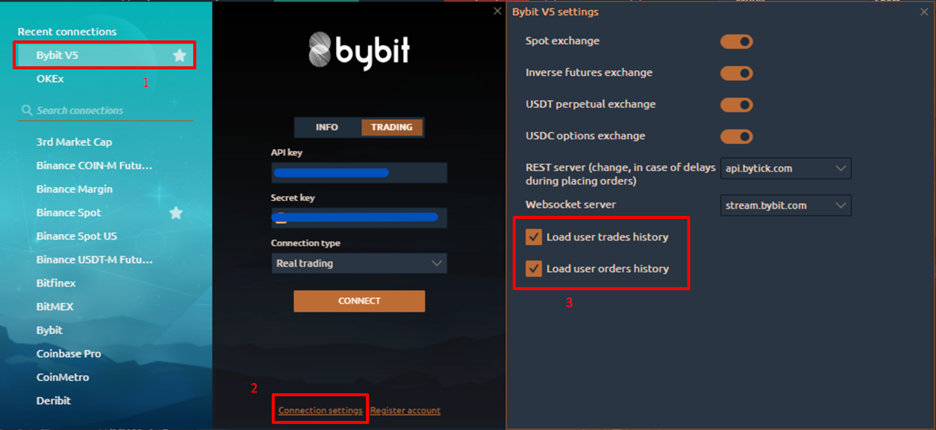 Recent connections
Bybit V5
1
OKEx
Search connections
3rd Market Cap
Binance COIN-M Futu...
Binance Margin
Binance Spot
Binance Spot US
Binance USDT-M Futu...
Bitfinex
BitMEX
Bybit
Coinbase Pro
CoinMetro
Deribit
bybit
INFO TRADING
API key
Secret key
Connection type
Real trading
CONNECT
2
Connection settings Register account
Bybit V5 settings
Spot exchange
Inverse futures exchange
USDT perpetual exchange
USDC options exchange
REST server (change, in case of delays
during placing orders)
api.bytick.com
Websocket server
stream.bybit.com
Load user trades history
Load user orders history
3